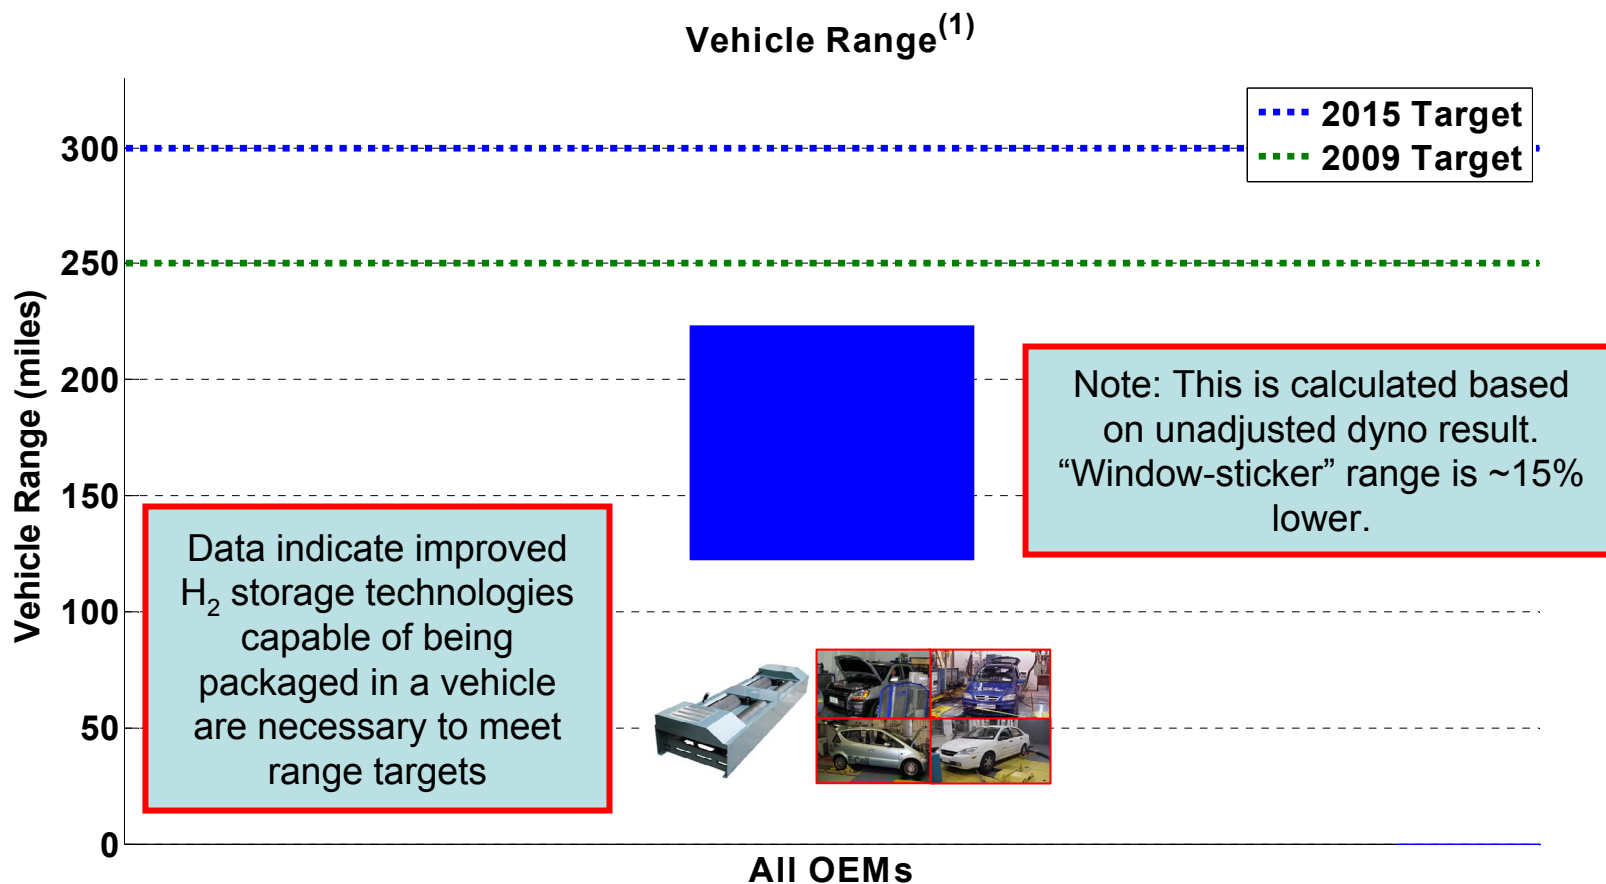 Vehicle Range(1)
2015 Target
2009 Target
Vehicle Range (miles)
300
250
200
150
100
50
0
Note: This is calculated based
on unadjusted dyno result.
“Window-sticker” range is ~15%
lower.
Data indicate improved
H2 storage technologies
capable of being
packaged in a vehicle
are necessary to meet
range targets
All OEMs